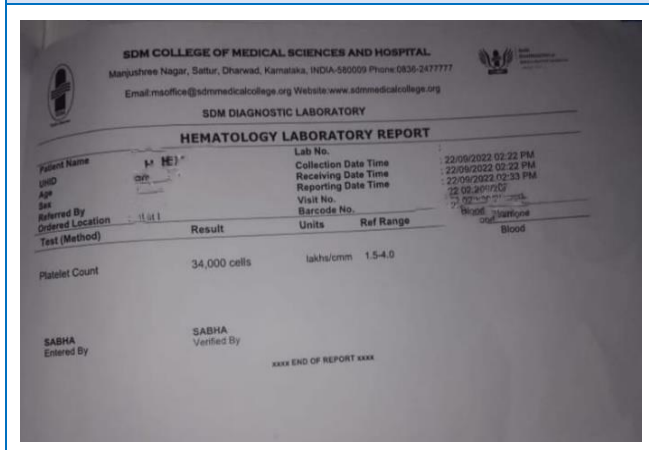 SDM COLLEGE OF MEDICAL SCIENCES AND HOSPITAL
Manjushree Nagar, Sattur, Dharwad, Karnataka, INDIA-580009 Phone:0836-2477777
Email:msoffice@sdmmedicalcollege.org Website:www.sdmmedicalcollege.org
SDM DIAGNOSTIC LABORATORY
HEMATOLOGY LABORATORY REPORT
Patient Name
UHID
Age
Sex
Referred By
Ordered Location :
Lab No. :
Collection Date Time : 22/09/2022 02:22 PM
Receiving Date Time : 22/09/2022 02:22 PM
Reporting Date Time : 22/09/2022 02:33 PM
Visit No.
Barcode No.
Blood
Test (Method) Result Units Ref Range Blood
Platelet Count 34,000 cells lakhs/cmm 1.5-4.0
SABHA SABHA
Entered By Verified By
xxxx END OF REPORT xxxx